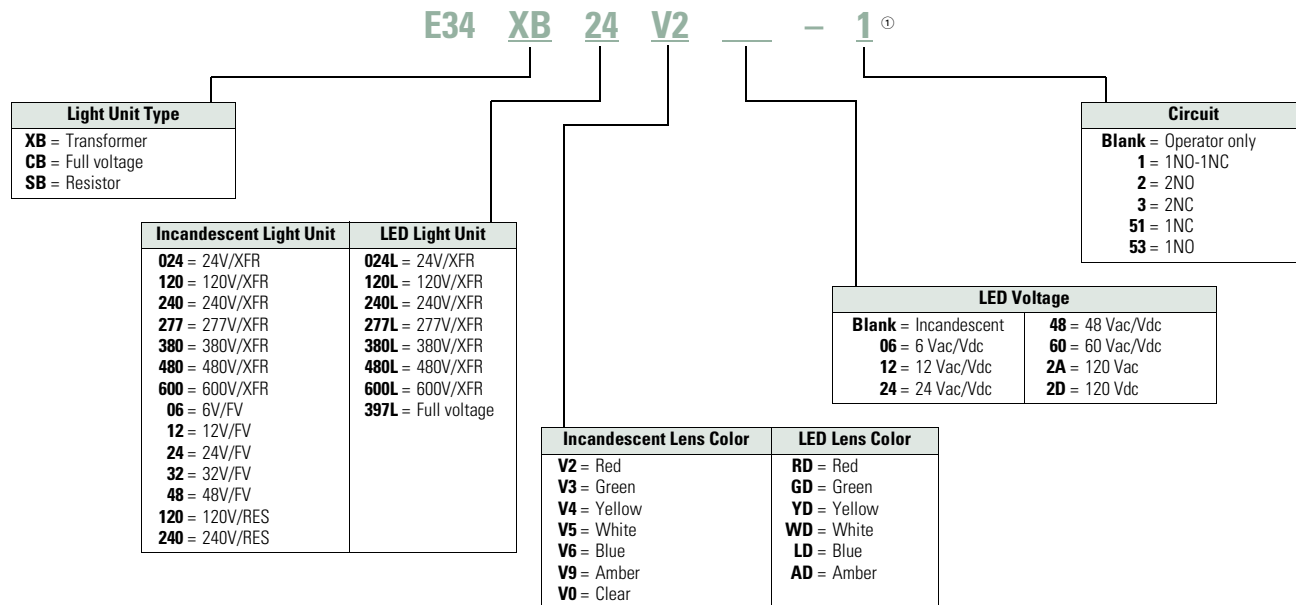 E34 XB 24 V2 __ – 1 ①
Light Unit Type
XB = Transformer
CB = Full voltage
SB = Resistor
Circuit
Blank = Operator only
1 = 1NO-1NC
2 = 2NO
3 = 2NC
51 = 1NC
53 = 1NO
Incandescent Light Unit
024 = 24V/XFR
120 = 120V/XFR
240 = 240V/XFR
277 = 277V/XFR
380 = 380V/XFR
480 = 480V/XFR
600 = 600V/XFR
06 = 6V/FV
12 = 12V/FV
24 = 24V/FV
32 = 32V/FV
48 = 48V/FV
120 = 120V/RES
240 = 240V/RES
LED Light Unit
024L = 24V/XFR
120L = 120V/XFR
240L = 240V/XFR
277L = 277V/XFR
380L = 380V/XFR
480L = 480V/XFR
600L = 600V/XFR
397L = Full voltage
LED Voltage
Blank = Incandescent
06 = 6 Vac/Vdc
12 = 12 Vac/Vdc
24 = 24 Vac/Vdc
48 = 48 Vac/Vdc
60 = 60 Vac/Vdc
2A = 120 Vac
2D = 120 Vdc
Incandescent Lens Color
V2 = Red
V3 = Green
V4 = Yellow
V5 = White
V6 = Blue
V9 = Amber
V0 = Clear
LED Lens Color
RD = Red
GD = Green
YD = Yellow
WD = White
LD = Blue
AD = Amber